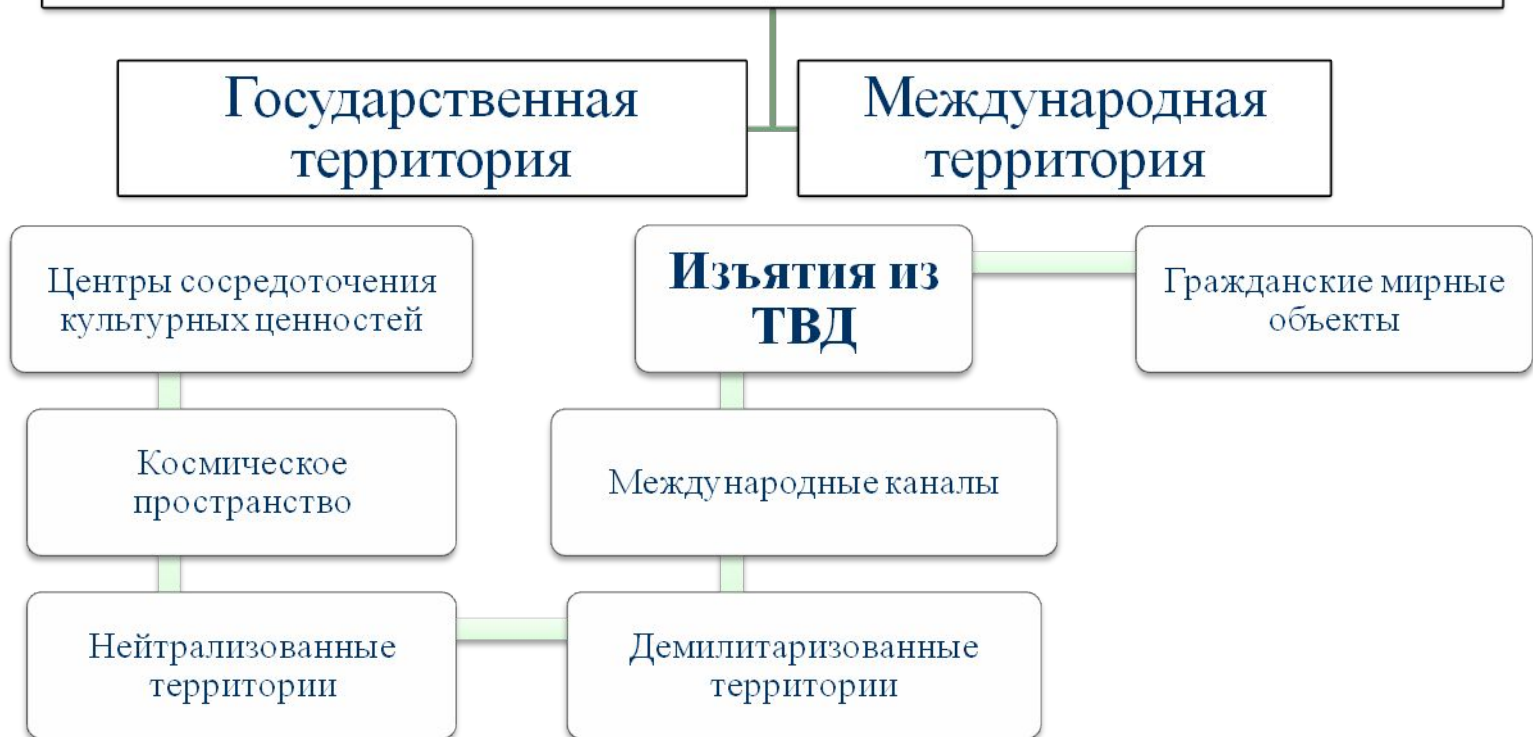 Государственная
территория
Международная
территория
Центры сосредоточения
культурных ценностей
Изъятия из
ТВД
Гражданские мирные
объекты
Космическое
пространство
Международные каналы
Нейтрализованные
территории
Демилитаризованные
территории